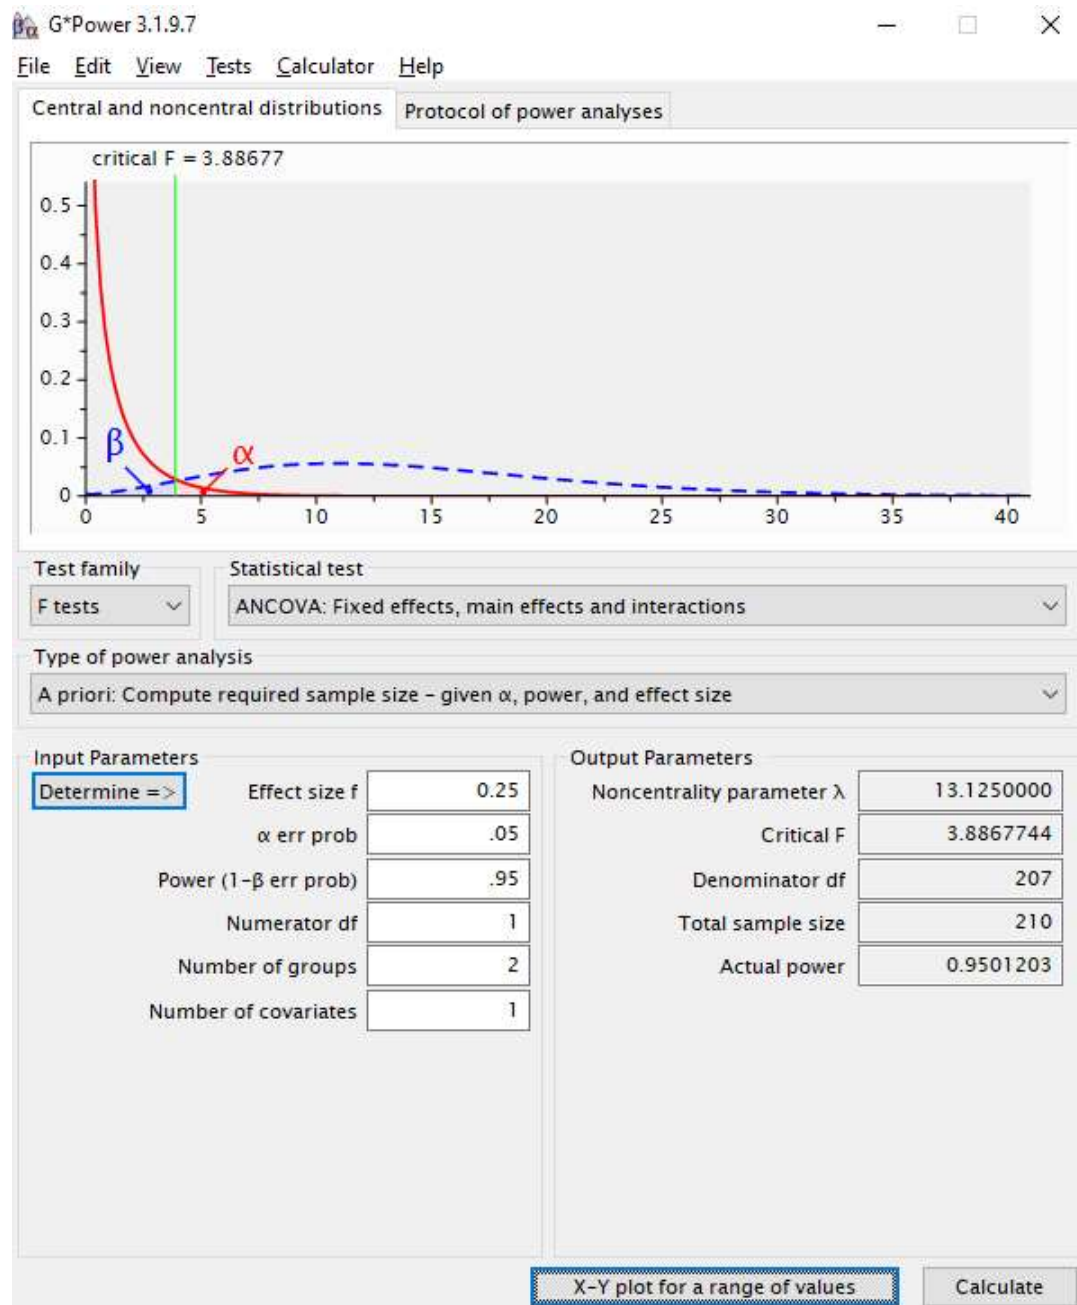 G*Power 3.1.9.7
File Edit View Tests Calculator Help
Central and noncentral distributions Protocol of power analyses
critical F = 3.88677
0.5
0.4
0.3
0.2
0.1
0
β
α
0 5 10 15 20 25 30 35 40
Test family Statistical test
F tests ANCOVA: Fixed effects, main effects and interactions
Type of power analysis
A priori: Compute required sample size - given α, power, and effect size
Input Parameters Output Parameters
Determine => Effect size f 0.25 Noncentrality parameter λ 13.1250000
α err prob .05 Critical F 3.8867744
Power (1-β err prob) .95 Denominator df 207
Numerator df 1 Total sample size 210
Number of groups 2 Actual power 0.9501203
Number of covariates 1
X-Y plot for a range of values Calculate